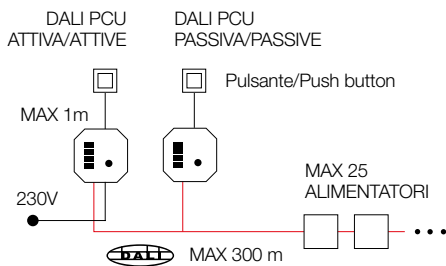 DALI PCU
ATTIVA/ATTIVE
DALI PCU
PASSIVA/PASSIVE
Pulsante/Push button
MAX 1m
230V
MAX 25
ALIMENTATORI
DALI
MAX 300 m